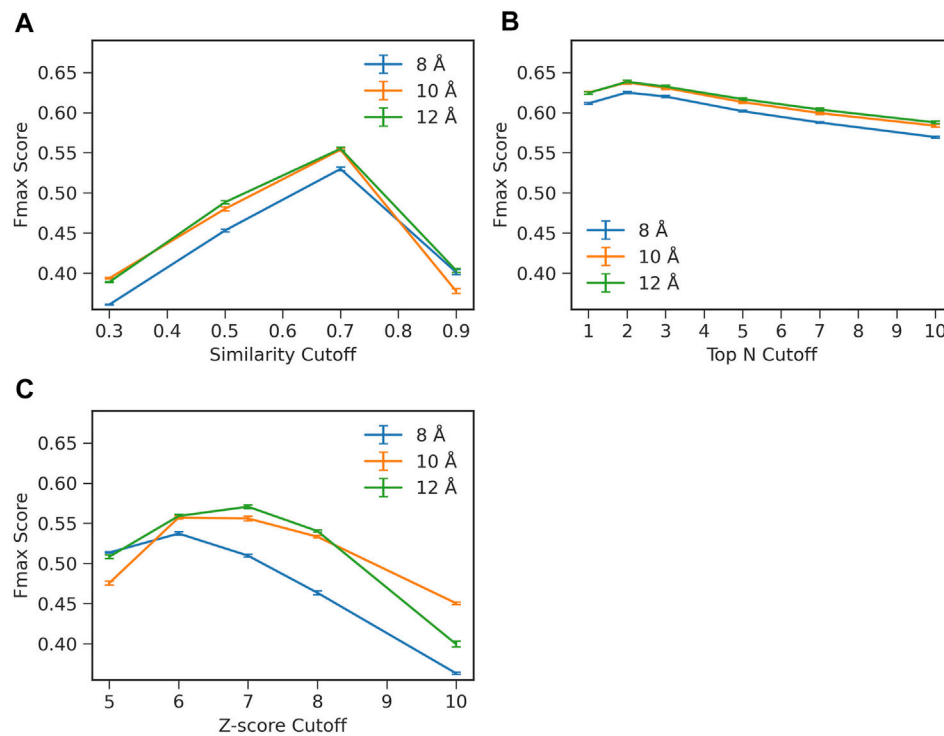 A
0.65
0.60
0.55
0.50
0.45
0.40
Fmax Score
8 Å
10 Å
12 Å
0.3 0.4 0.5 0.6 0.7 0.8 0.9
Similarity Cutoff
B
0.65
0.60
0.55
0.50
0.45
0.40
Fmax Score
8 Å
10 Å
12 Å
1 2 3 4 5 6 7 8 9 10
Top N Cutoff
C
0.65
0.60
0.55
0.50
0.45
0.40
Fmax Score
8 Å
10 Å
12 Å
5 6 7 8 9 10
Z-score Cutoff